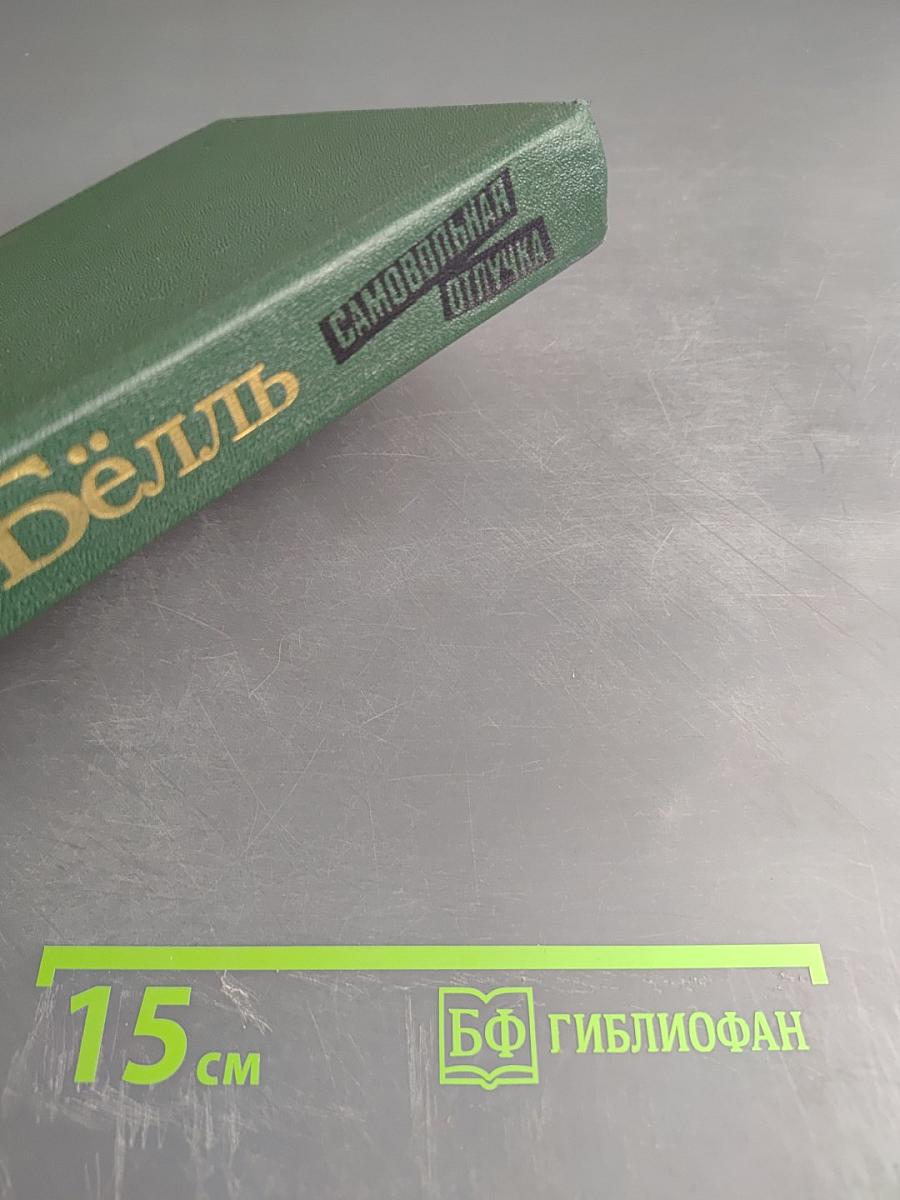 Бёлль
САМОВОЛЬНАЯ
ОТЛУЧКА
15 см
БФ ГИБЛИОФАН